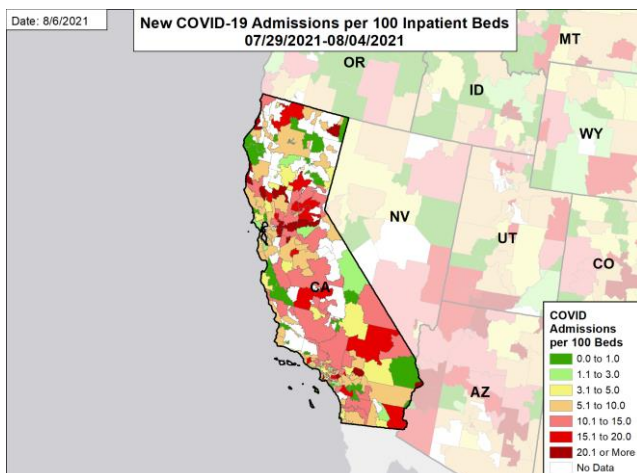 Date: 8/6/2021
New COVID-19 Admissions per 100 Inpatient Beds
07/29/2021-08/04/2021
MT
OR
ID
WY
NV
UT
CO
CA
AZ
COVID
Admissions
per 100 Beds
0.0 to 1.0
1.1 to 3.0
3.1 to 5.0
5.1 to 10.0
10.1 to 15.0
15.1 to 20.0
20.1 or More
No Data